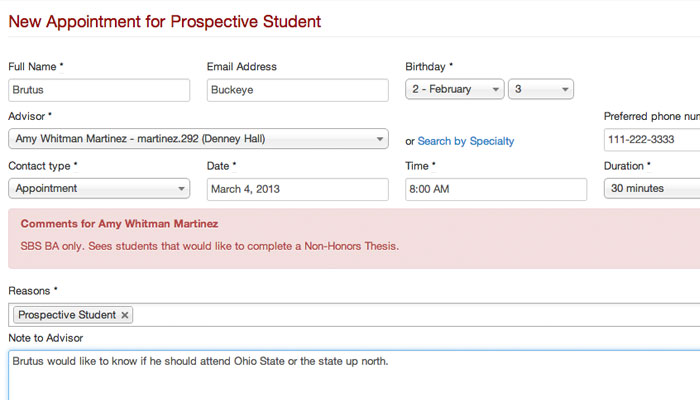 New Appointment for Prospective Student
Full Name * Email Address Birthday *
Brutus Buckeye 2 - February 3
Advisor * Preferred phone num
Amy Whitman Martinez - martinez.292 (Denney Hall) or Search by Specialty 111-222-3333
Contact type * Date * Time * Duration *
Appointment March 4, 2013 8:00 AM 30 minutes
Comments for Amy Whitman Martinez
SBS BA only. Sees students that would like to complete a Non-Honors Thesis.
Reasons *
Prospective Student ×
Note to Advisor
Brutus would like to know if he should attend Ohio State or the state up north.